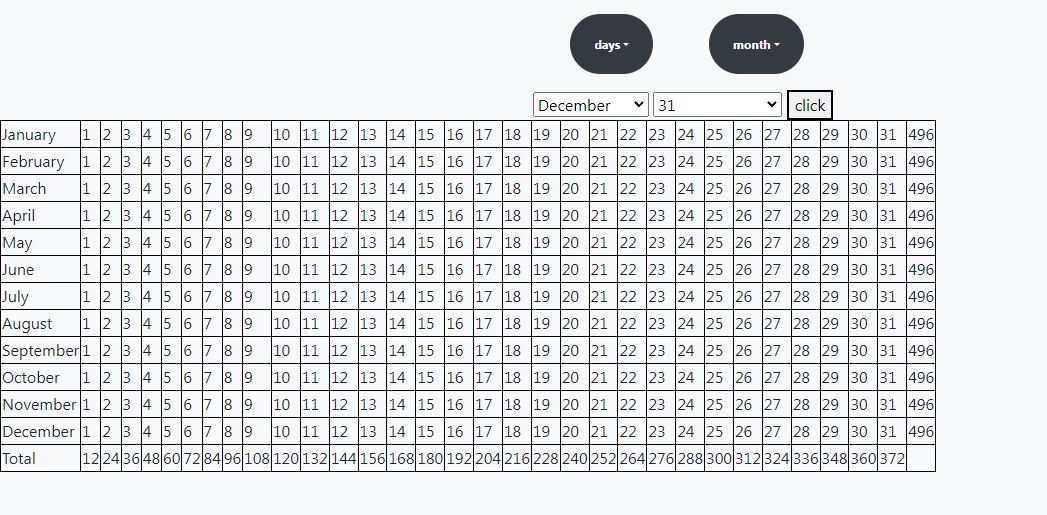 days month
December 31 click
January 1 2 3 4 5 6 7 8 9 10 11 12 13 14 15 16 17 18 19 20 21 22 23 24 25 26 27 28 29 30 31 496
February 1 2 3 4 5 6 7 8 9 10 11 12 13 14 15 16 17 18 19 20 21 22 23 24 25 26 27 28 29 30 31 496
March 1 2 3 4 5 6 7 8 9 10 11 12 13 14 15 16 17 18 19 20 21 22 23 24 25 26 27 28 29 30 31 496
April 1 2 3 4 5 6 7 8 9 10 11 12 13 14 15 16 17 18 19 20 21 22 23 24 25 26 27 28 29 30 31 496
May 1 2 3 4 5 6 7 8 9 10 11 12 13 14 15 16 17 18 19 20 21 22 23 24 25 26 27 28 29 30 31 496
June 1 2 3 4 5 6 7 8 9 10 11 12 13 14 15 16 17 18 19 20 21 22 23 24 25 26 27 28 29 30 31 496
July 1 2 3 4 5 6 7 8 9 10 11 12 13 14 15 16 17 18 19 20 21 22 23 24 25 26 27 28 29 30 31 496
August 1 2 3 4 5 6 7 8 9 10 11 12 13 14 15 16 17 18 19 20 21 22 23 24 25 26 27 28 29 30 31 496
September 1 2 3 4 5 6 7 8 9 10 11 12 13 14 15 16 17 18 19 20 21 22 23 24 25 26 27 28 29 30 31 496
October 1 2 3 4 5 6 7 8 9 10 11 12 13 14 15 16 17 18 19 20 21 22 23 24 25 26 27 28 29 30 31 496
November 1 2 3 4 5 6 7 8 9 10 11 12 13 14 15 16 17 18 19 20 21 22 23 24 25 26 27 28 29 30 31 496
December 1 2 3 4 5 6 7 8 9 10 11 12 13 14 15 16 17 18 19 20 21 22 23 24 25 26 27 28 29 30 31 496
Total 12 24 36 48 60 72 84 96 108 120 132 144 156 168 180 192 204 216 228 240 252 264 276 288 300 312 324 336 348 360 372